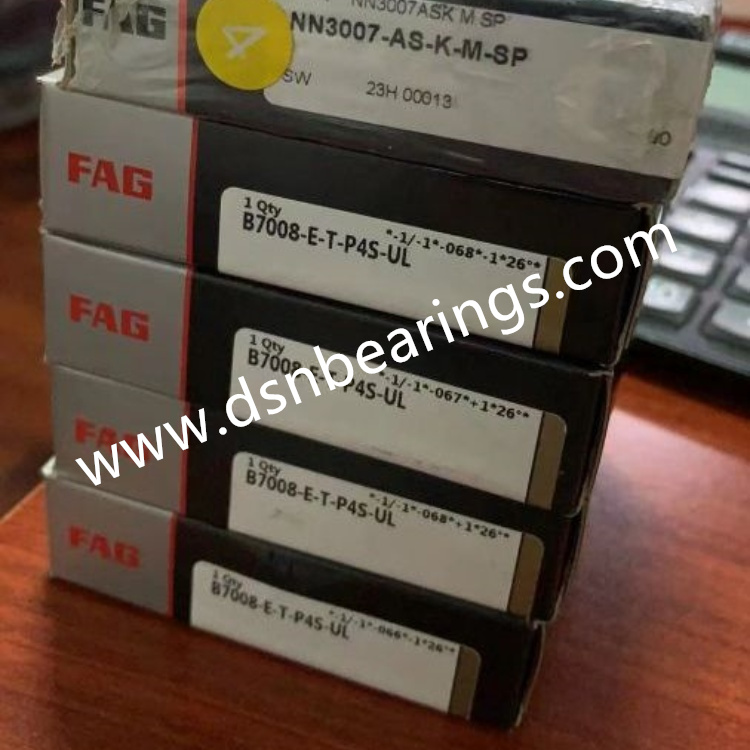 NN3007ASK M SP
FAG
4
NN3007-AS-K-M-SP
SW 23H 00013
FAG
1 Qty
B7008-E-T-P4S-UL
*-1/-1*-068*-1*26°*
www.dsnbearings.com
FAG
1 Qty
B7008-E-T-P4S-UL
*-1/-1*-067*+1*26°*
FAG
1 Qty
B7008-E-T-P4S-UL
*-1/-1*-068*+1*26°*
FAG
1 Qty
B7008-E-T-P4S-UL
*-1/-1*-066*-1*26°*